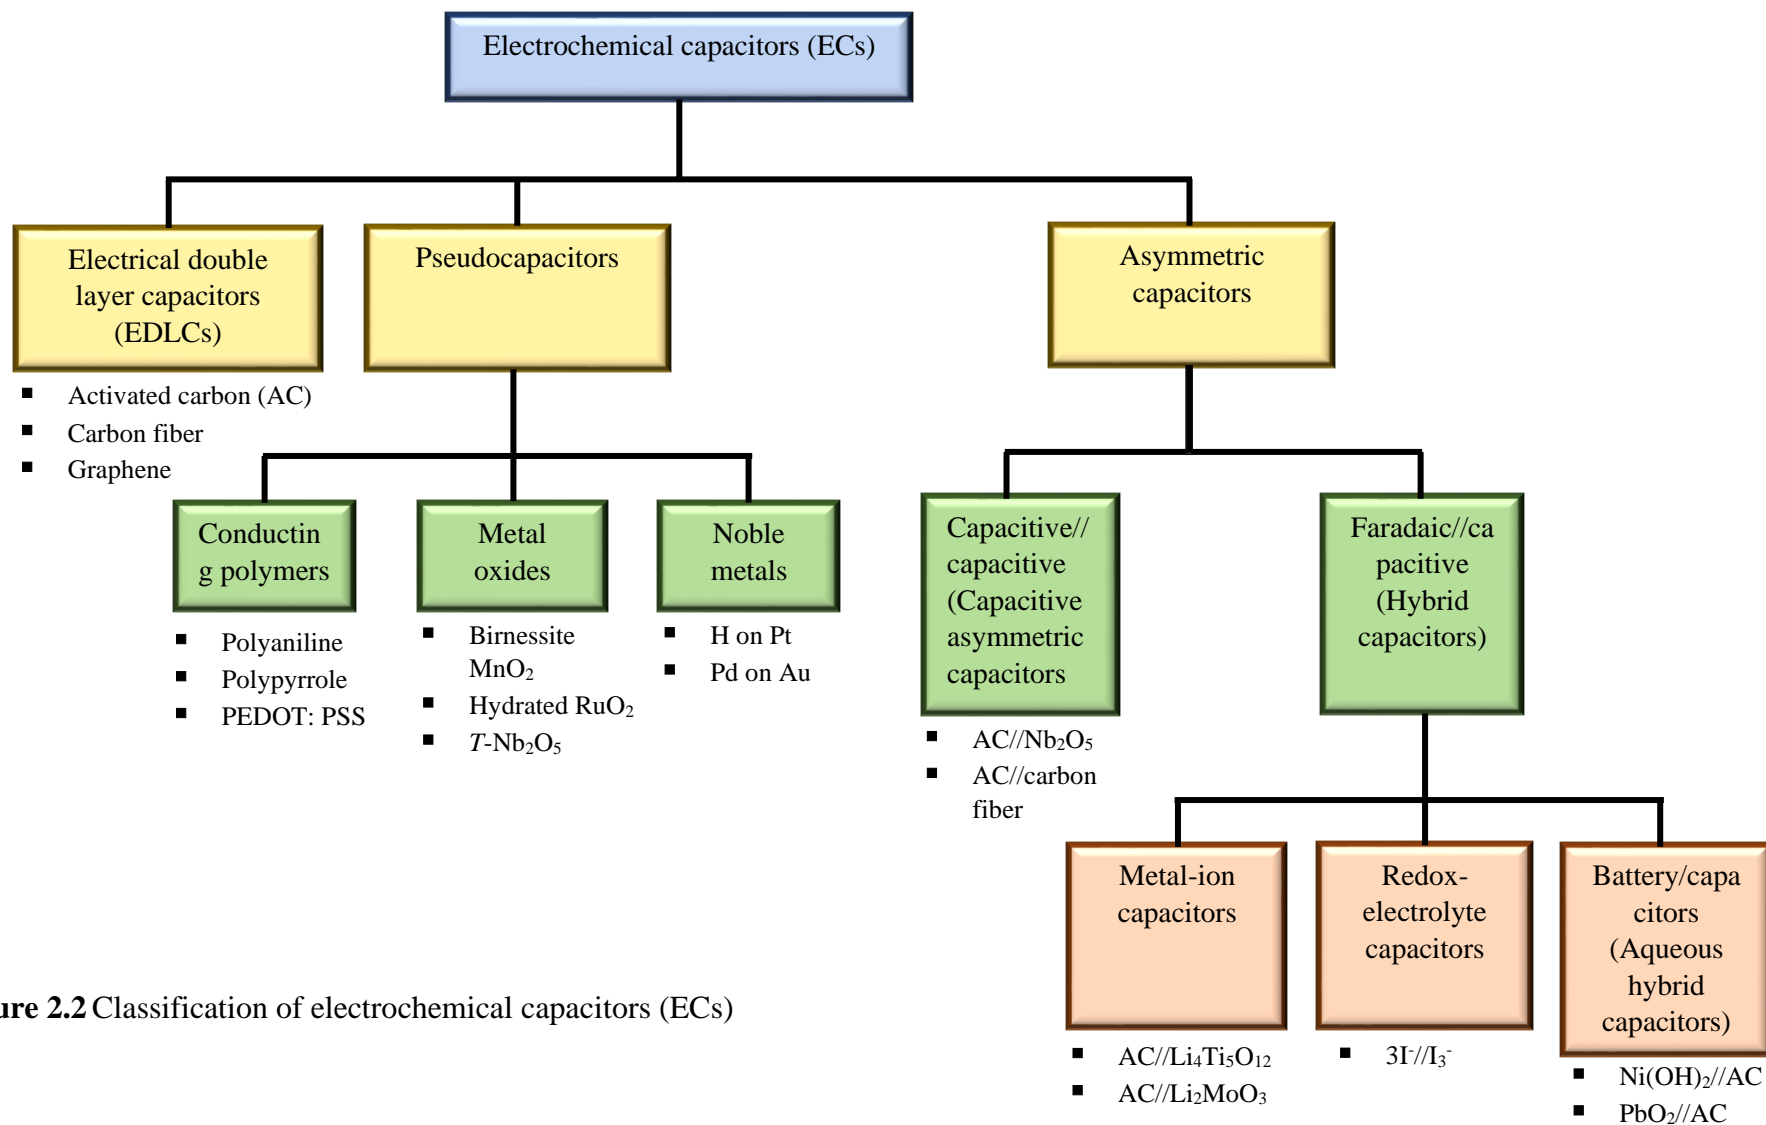 Electrochemical capacitors (ECs)
Electrical double
layer capacitors
(EDLCs)
▪ Activated carbon (AC)
▪ Carbon fiber
▪ Graphene
Pseudocapacitors
Conductin
g polymers
▪ Polyaniline
▪ Polypyrrole
▪ PEDOT: PSS
Metal
oxides
▪ Birnessite
MnO₂
▪ Hydrated RuO₂
▪ T-Nb₂O₅
Noble
metals
▪ H on Pt
▪ Pd on Au
Asymmetric
capacitors
Capacitive//
capacitive
(Capacitive
asymmetric
capacitors
▪ AC//Nb₂O₅
▪ AC//carbon
fiber
Faradaic//ca
pacitive
(Hybrid
capacitors)
Metal-ion
capacitors
▪ AC//Li₄Ti₅O₁₂
▪ AC//Li₂MoO₃
Redox-
electrolyte
capacitors
▪ 3I⁻//I₃⁻
Battery/capa
citors
(Aqueous
hybrid
capacitors)
▪ Ni(OH)₂//AC
▪ PbO₂//AC
ure 2.2 Classification of electrochemical capacitors (ECs)